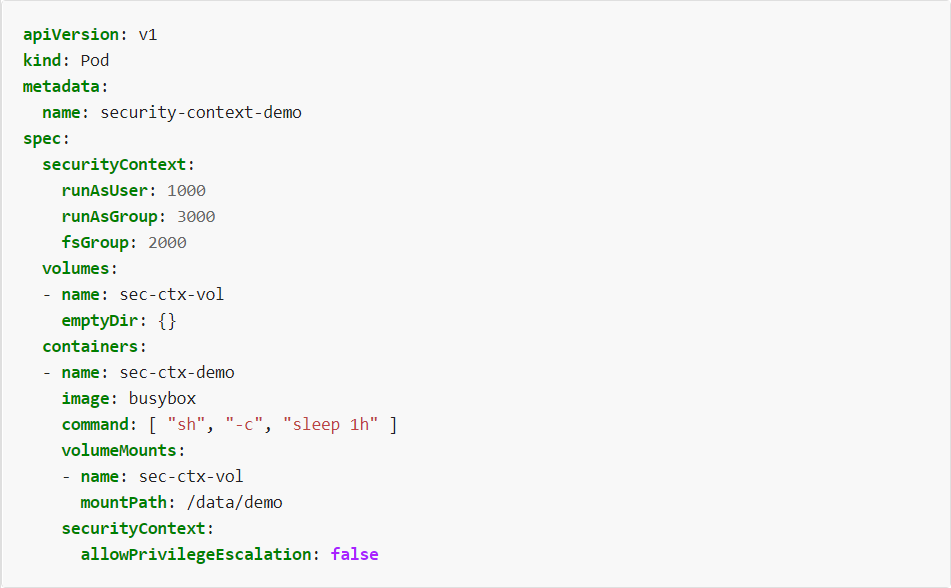 apiVersion: v1
kind: Pod
metadata:
  name: security-context-demo
spec:
  securityContext:
    runAsUser: 1000
    runAsGroup: 3000
    fsGroup: 2000
  volumes:
  - name: sec-ctx-vol
    emptyDir: {}
  containers:
  - name: sec-ctx-demo
    image: busybox
    command: [ "sh", "-c", "sleep 1h" ]
    volumeMounts:
    - name: sec-ctx-vol
      mountPath: /data/demo
    securityContext:
      allowPrivilegeEscalation: false